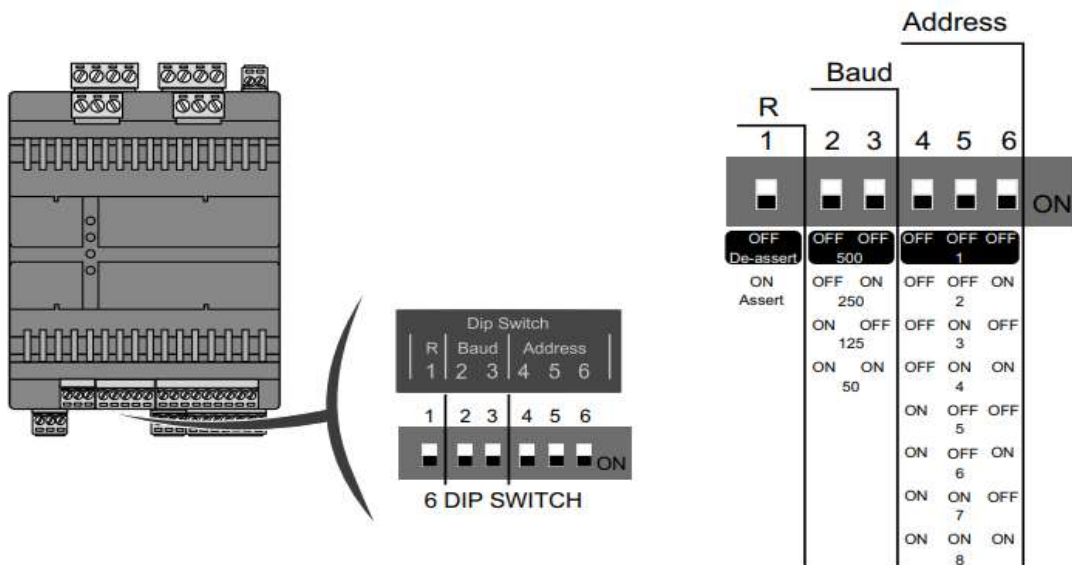 Dip Switch
R Baud Address
1 2 3 4 5 6
1 2 3 4 5 6
ON
6 DIP SWITCH
Address
Baud
R
1 2 3 4 5 6
ON
OFF OFF OFF OFF OFF OFF
De-assert 500 1
ON OFF ON OFF OFF ON
Assert 250 2
ON OFF OFF ON OFF
125 3
ON ON OFF ON ON
50 4
ON OFF OFF
5
ON OFF ON
6
ON ON OFF
7
ON ON ON
8